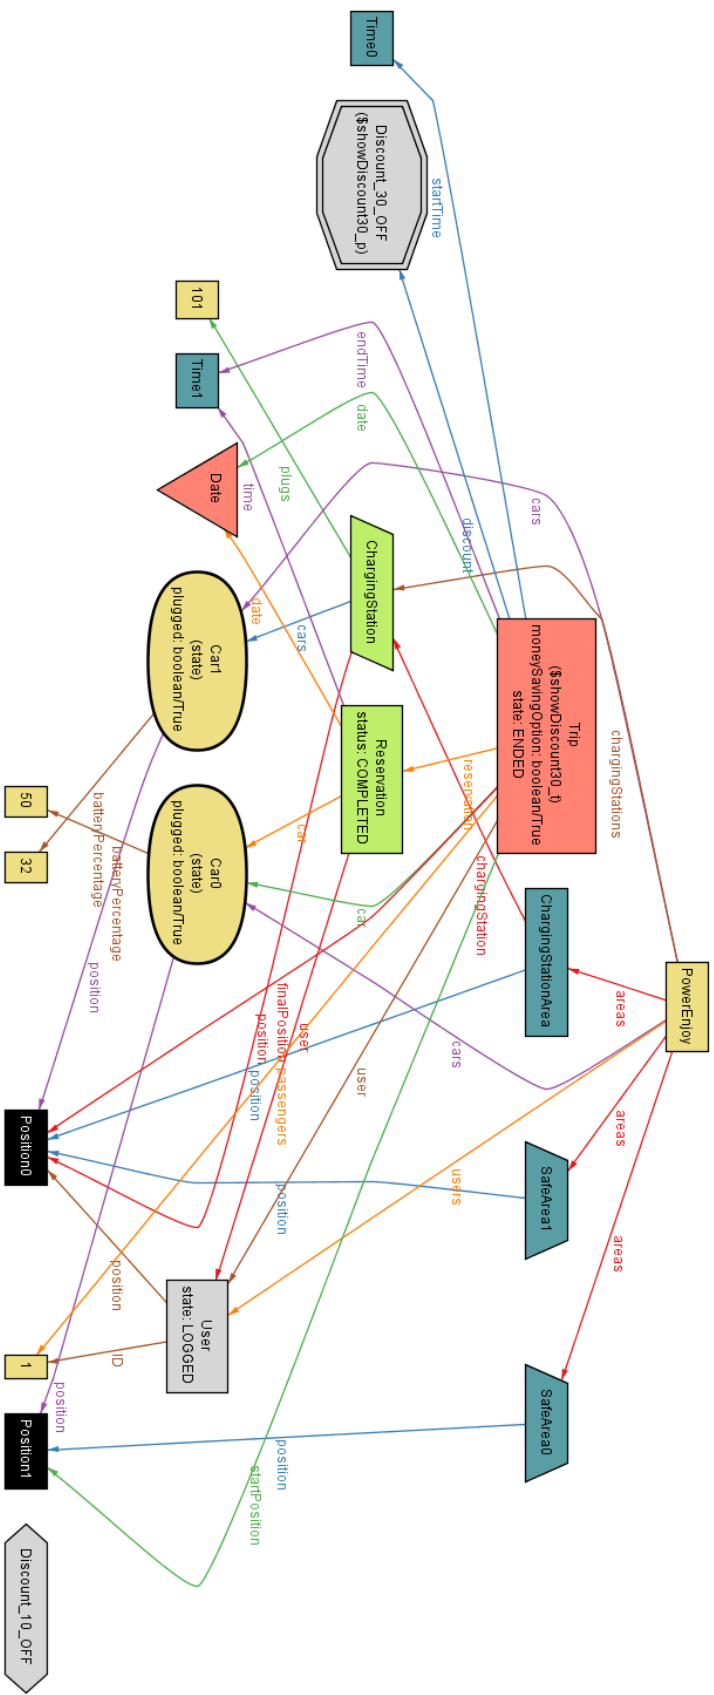 PowerEnjoy
chargingStations
cars
areas
areas
areas
cars
users
Trip
($showDiscount30_t)
moneySavingOption: boolean/True
state: ENDED
ChargingStationArea
SafeArea1
SafeArea0
startTime
discount
endTime
date
reservation
chargingStation
car
user
passengers
finalPosition
startPosition
position
position
position
position
Time0
Discount_30_OFF
($showDiscount30_p)
ChargingStation
Reservation
status: COMPLETED
plugs
cars
time
date
car
user
101
Time1
Date
Car1
(state)
plugged: boolean/True
Car0
(state)
plugged: boolean/True
User
state: LOGGED
batteryPercentage
batteryPercentage
position
position
position
ID
50
32
Position0
1
Position1
Discount_10_OFF